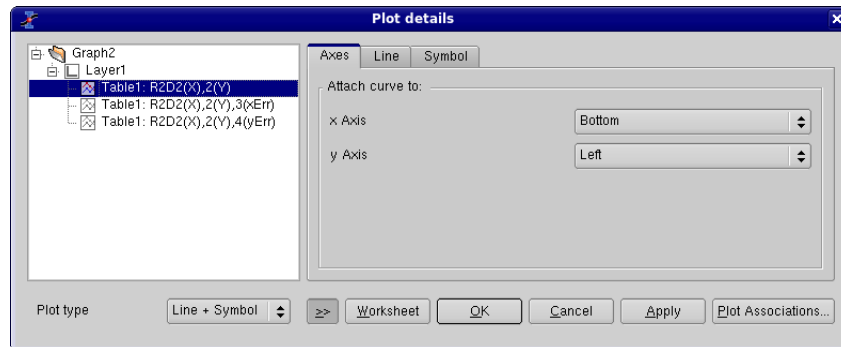 Plot details
Graph2
Layer1
Table1: R2D2(X),2(Y)
Table1: R2D2(X),2(Y),3(xErr)
Table1: R2D2(X),2(Y),4(yErr)
Axes Line Symbol
Attach curve to:
x Axis Bottom
y Axis Left
Plot type Line + Symbol >> Worksheet OK Cancel Apply Plot Associations...